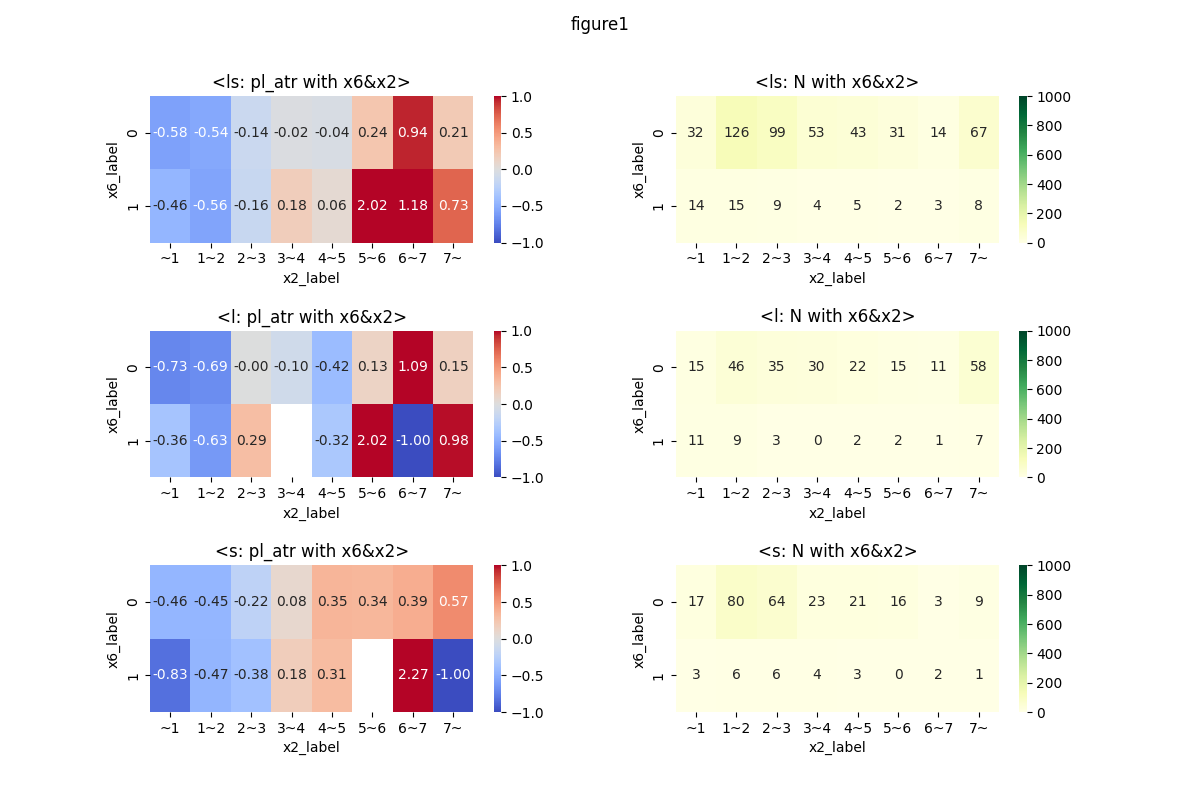 figure1
<ls: pl_atr with x6&x2>
x6_label
0
-0.58 -0.54 -0.14 -0.02 -0.04 0.24 0.94 0.21
1
-0.46 -0.56 -0.16 0.18 0.06 2.02 1.18 0.73
~1 1~2 2~3 3~4 4~5 5~6 6~7 7~
x2_label
1.0
0.5
0.0
−0.5
−1.0
<ls: N with x6&x2>
x6_label
0
32 126 99 53 43 31 14 67
1
14 15 9 4 5 2 3 8
~1 1~2 2~3 3~4 4~5 5~6 6~7 7~
x2_label
1000
800
600
400
200
0
<l: pl_atr with x6&x2>
x6_label
0
-0.73 -0.69 -0.00 -0.10 -0.42 0.13 1.09 0.15
1
-0.36 -0.63 0.29 -0.32 2.02 -1.00 0.98
~1 1~2 2~3 3~4 4~5 5~6 6~7 7~
x2_label
1.0
0.5
0.0
−0.5
−1.0
<l: N with x6&x2>
x6_label
0
15 46 35 30 22 15 11 58
1
11 9 3 0 2 2 1 7
~1 1~2 2~3 3~4 4~5 5~6 6~7 7~
x2_label
1000
800
600
400
200
0
<s: pl_atr with x6&x2>
x6_label
0
-0.46 -0.45 -0.22 0.08 0.35 0.34 0.39 0.57
1
-0.83 -0.47 -0.38 0.18 0.31 2.27 -1.00
~1 1~2 2~3 3~4 4~5 5~6 6~7 7~
x2_label
1.0
0.5
0.0
−0.5
−1.0
<s: N with x6&x2>
x6_label
0
17 80 64 23 21 16 3 9
1
3 6 6 4 3 0 2 1
~1 1~2 2~3 3~4 4~5 5~6 6~7 7~
x2_label
1000
800
600
400
200
0